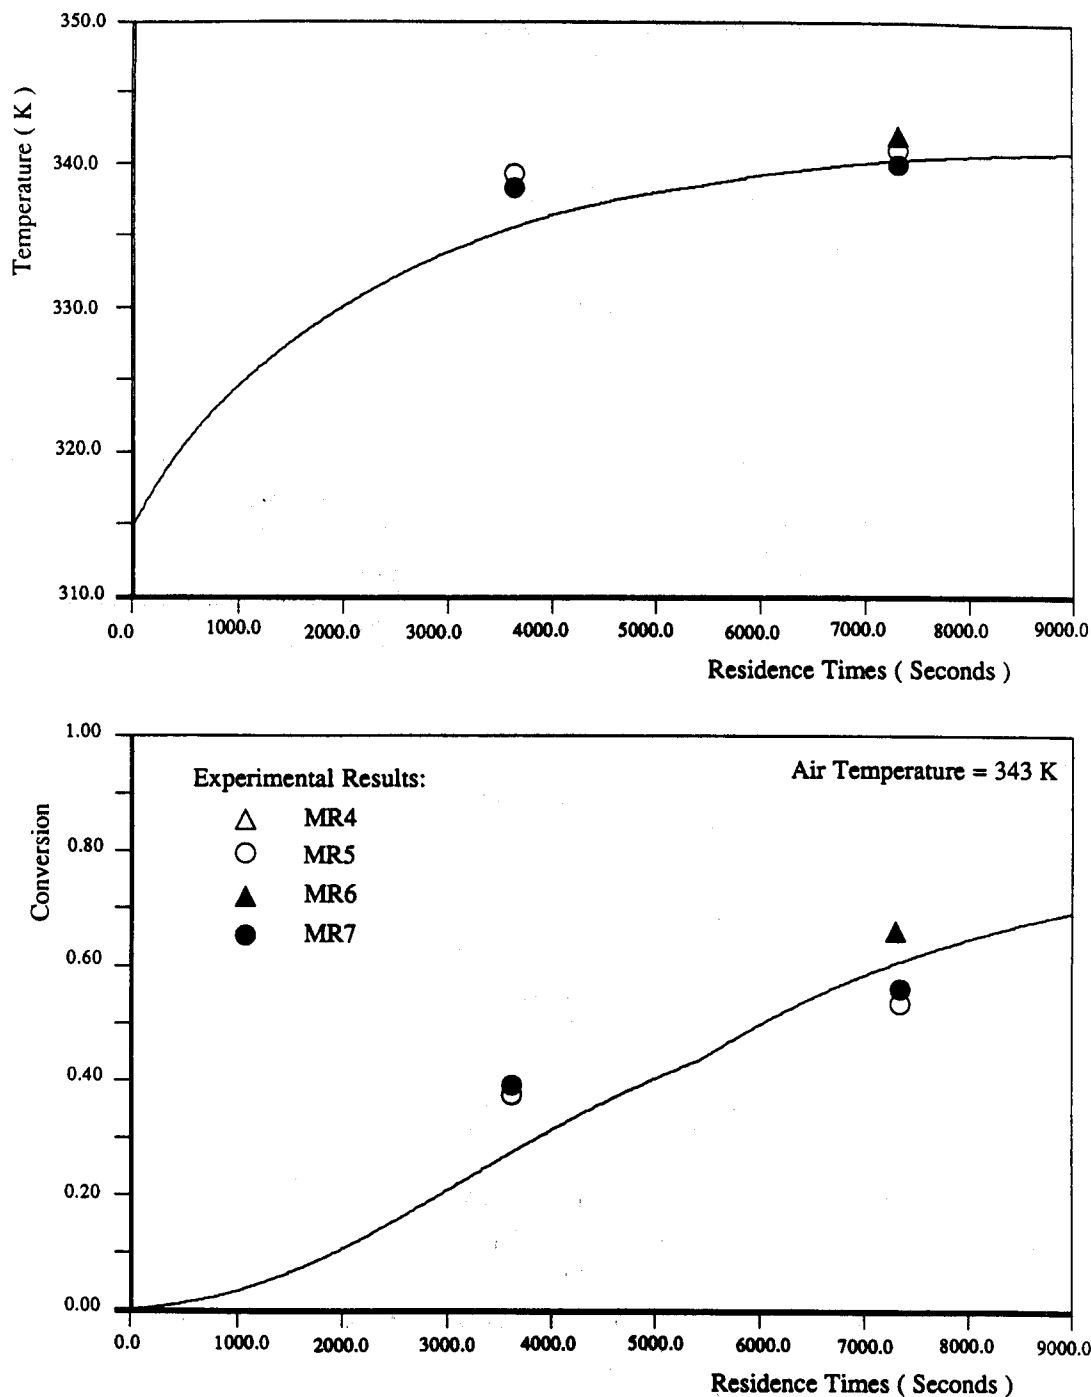 350.0
340.0
330.0
320.0
310.0
Temperature ( K )
0.0 1000.0 2000.0 3000.0 4000.0 5000.0 6000.0 7000.0 8000.0 9000.0
Residence Times ( Seconds )
1.00
0.80
0.60
0.40
0.20
0.00
Conversion
Experimental Results:
MR4
MR5
MR6
MR7
Air Temperature = 343 K
0.0 1000.0 2000.0 3000.0 4000.0 5000.0 6000.0 7000.0 8000.0 9000.0
Residence Times ( Seconds )